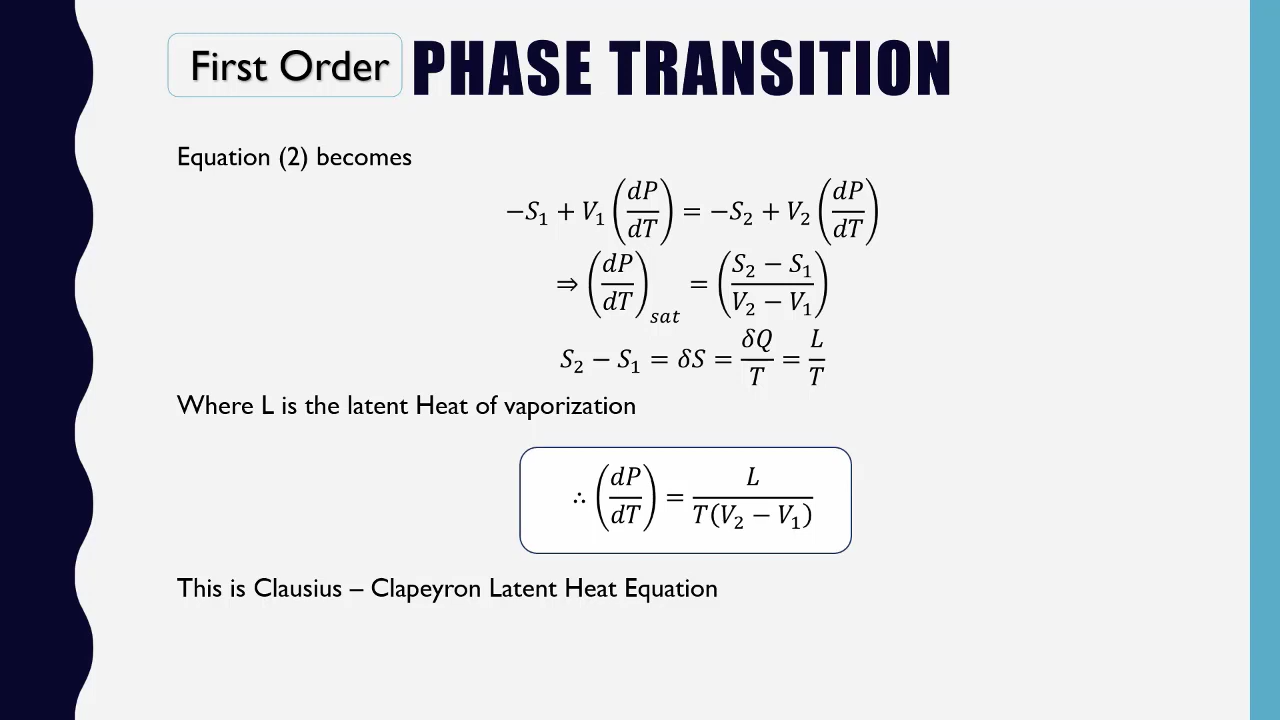 First Order PHASE TRANSITION
Equation (2) becomes
−S₁ + V₁ (dP/dT) = −S₂ + V₂ (dP/dT)
⇒ (dP/dT)ₛₐₜ = ((S₂ − S₁)/(V₂ − V₁))
S₂ − S₁ = δS = δQ/T = L/T
Where L is the latent Heat of vaporization
∴ (dP/dT) = L/(T(V₂ − V₁))
This is Clausius – Clapeyron Latent Heat Equation